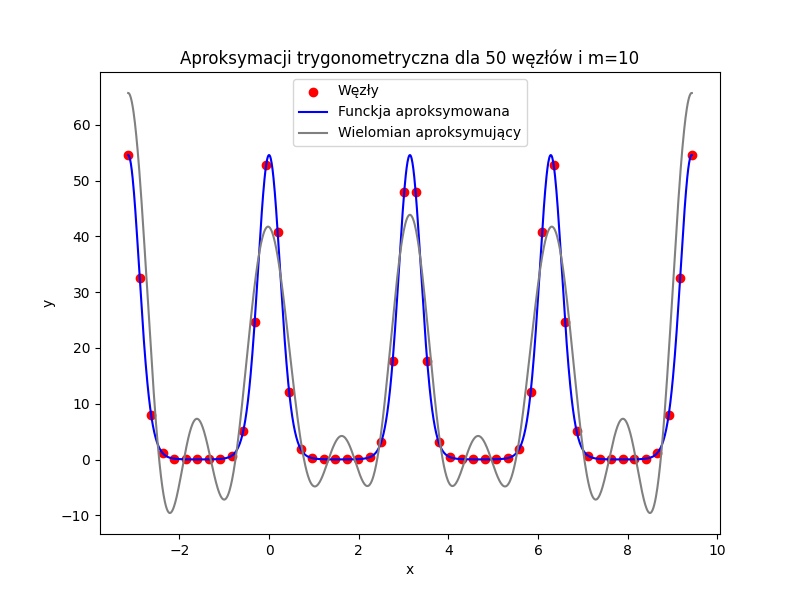 Aproksymacji trygonometryczna dla 50 węzłów i m=10
Węzły
Funckja aproksymowana
Wielomian aproksymujący
60
50
40
30
20
10
0
−10
y
−2
0
2
4
6
8
10
x